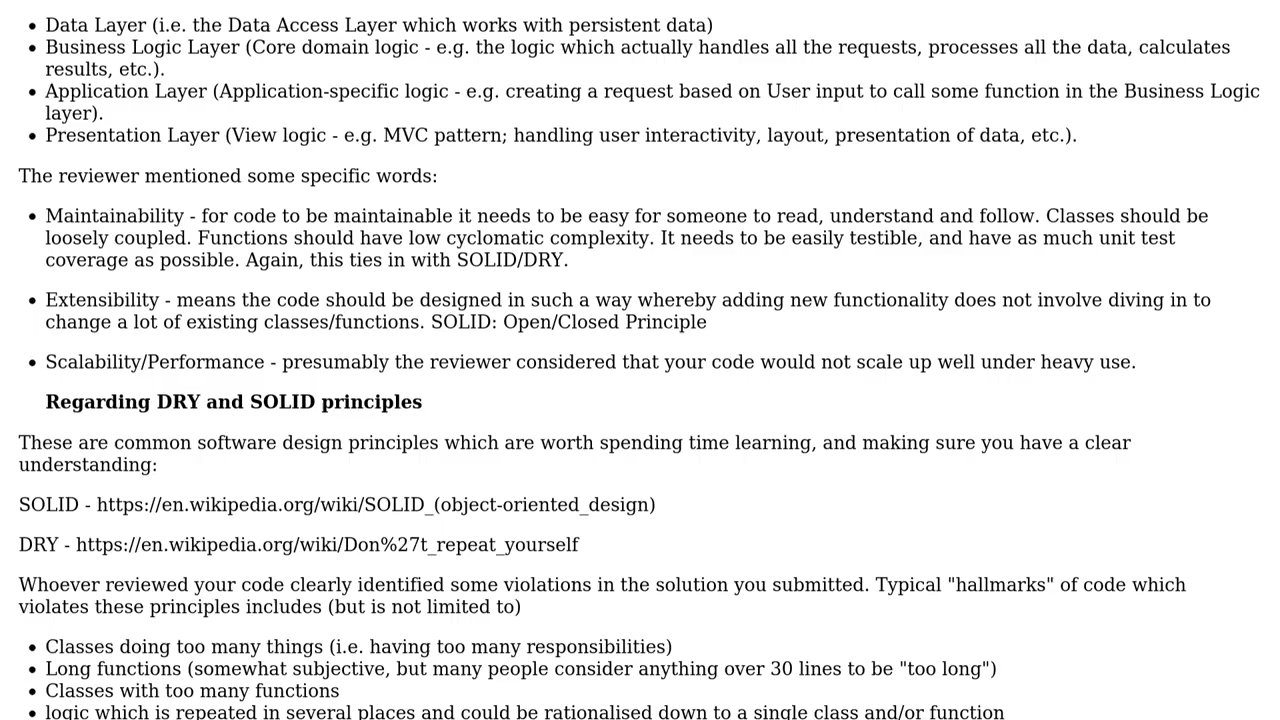 • Data Layer (i.e. the Data Access Layer which works with persistent data)
• Business Logic Layer (Core domain logic - e.g. the logic which actually handles all the requests, processes all the data, calculates
results, etc.).
• Application Layer (Application-specific logic - e.g. creating a request based on User input to call some function in the Business Logic
layer).
• Presentation Layer (View logic - e.g. MVC pattern; handling user interactivity, layout, presentation of data, etc.).
The reviewer mentioned some specific words:
• Maintainability - for code to be maintainable it needs to be easy for someone to read, understand and follow. Classes should be
loosely coupled. Functions should have low cyclomatic complexity. It needs to be easily testible, and have as much unit test
coverage as possible. Again, this ties in with SOLID/DRY.
• Extensibility - means the code should be designed in such a way whereby adding new functionality does not involve diving in to
change a lot of existing classes/functions. SOLID: Open/Closed Principle
• Scalability/Performance - presumably the reviewer considered that your code would not scale up well under heavy use.
Regarding DRY and SOLID principles
These are common software design principles which are worth spending time learning, and making sure you have a clear
understanding:
SOLID - https://en.wikipedia.org/wiki/SOLID_(object-oriented_design)
DRY - https://en.wikipedia.org/wiki/Don%27t_repeat_yourself
Whoever reviewed your code clearly identified some violations in the solution you submitted. Typical "hallmarks" of code which
violates these principles includes (but is not limited to)
• Classes doing too many things (i.e. having too many responsibilities)
• Long functions (somewhat subjective, but many people consider anything over 30 lines to be "too long")
• Classes with too many functions
• logic which is repeated in several places and could be rationalised down to a single class and/or function